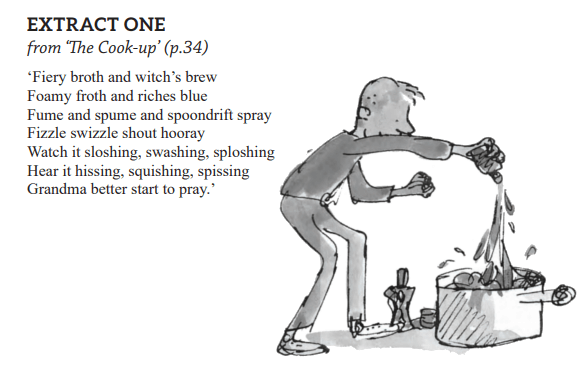 EXTRACT ONE
from ‘The Cook-up’ (p.34)
‘Fiery broth and witch’s brew
Foamy froth and riches blue
Fume and spume and spoondrift spray
Fizzle swizzle shout hooray
Watch it sloshing, swashing, sploshing
Hear it hissing, squishing, spissing
Grandma better start to pray.’